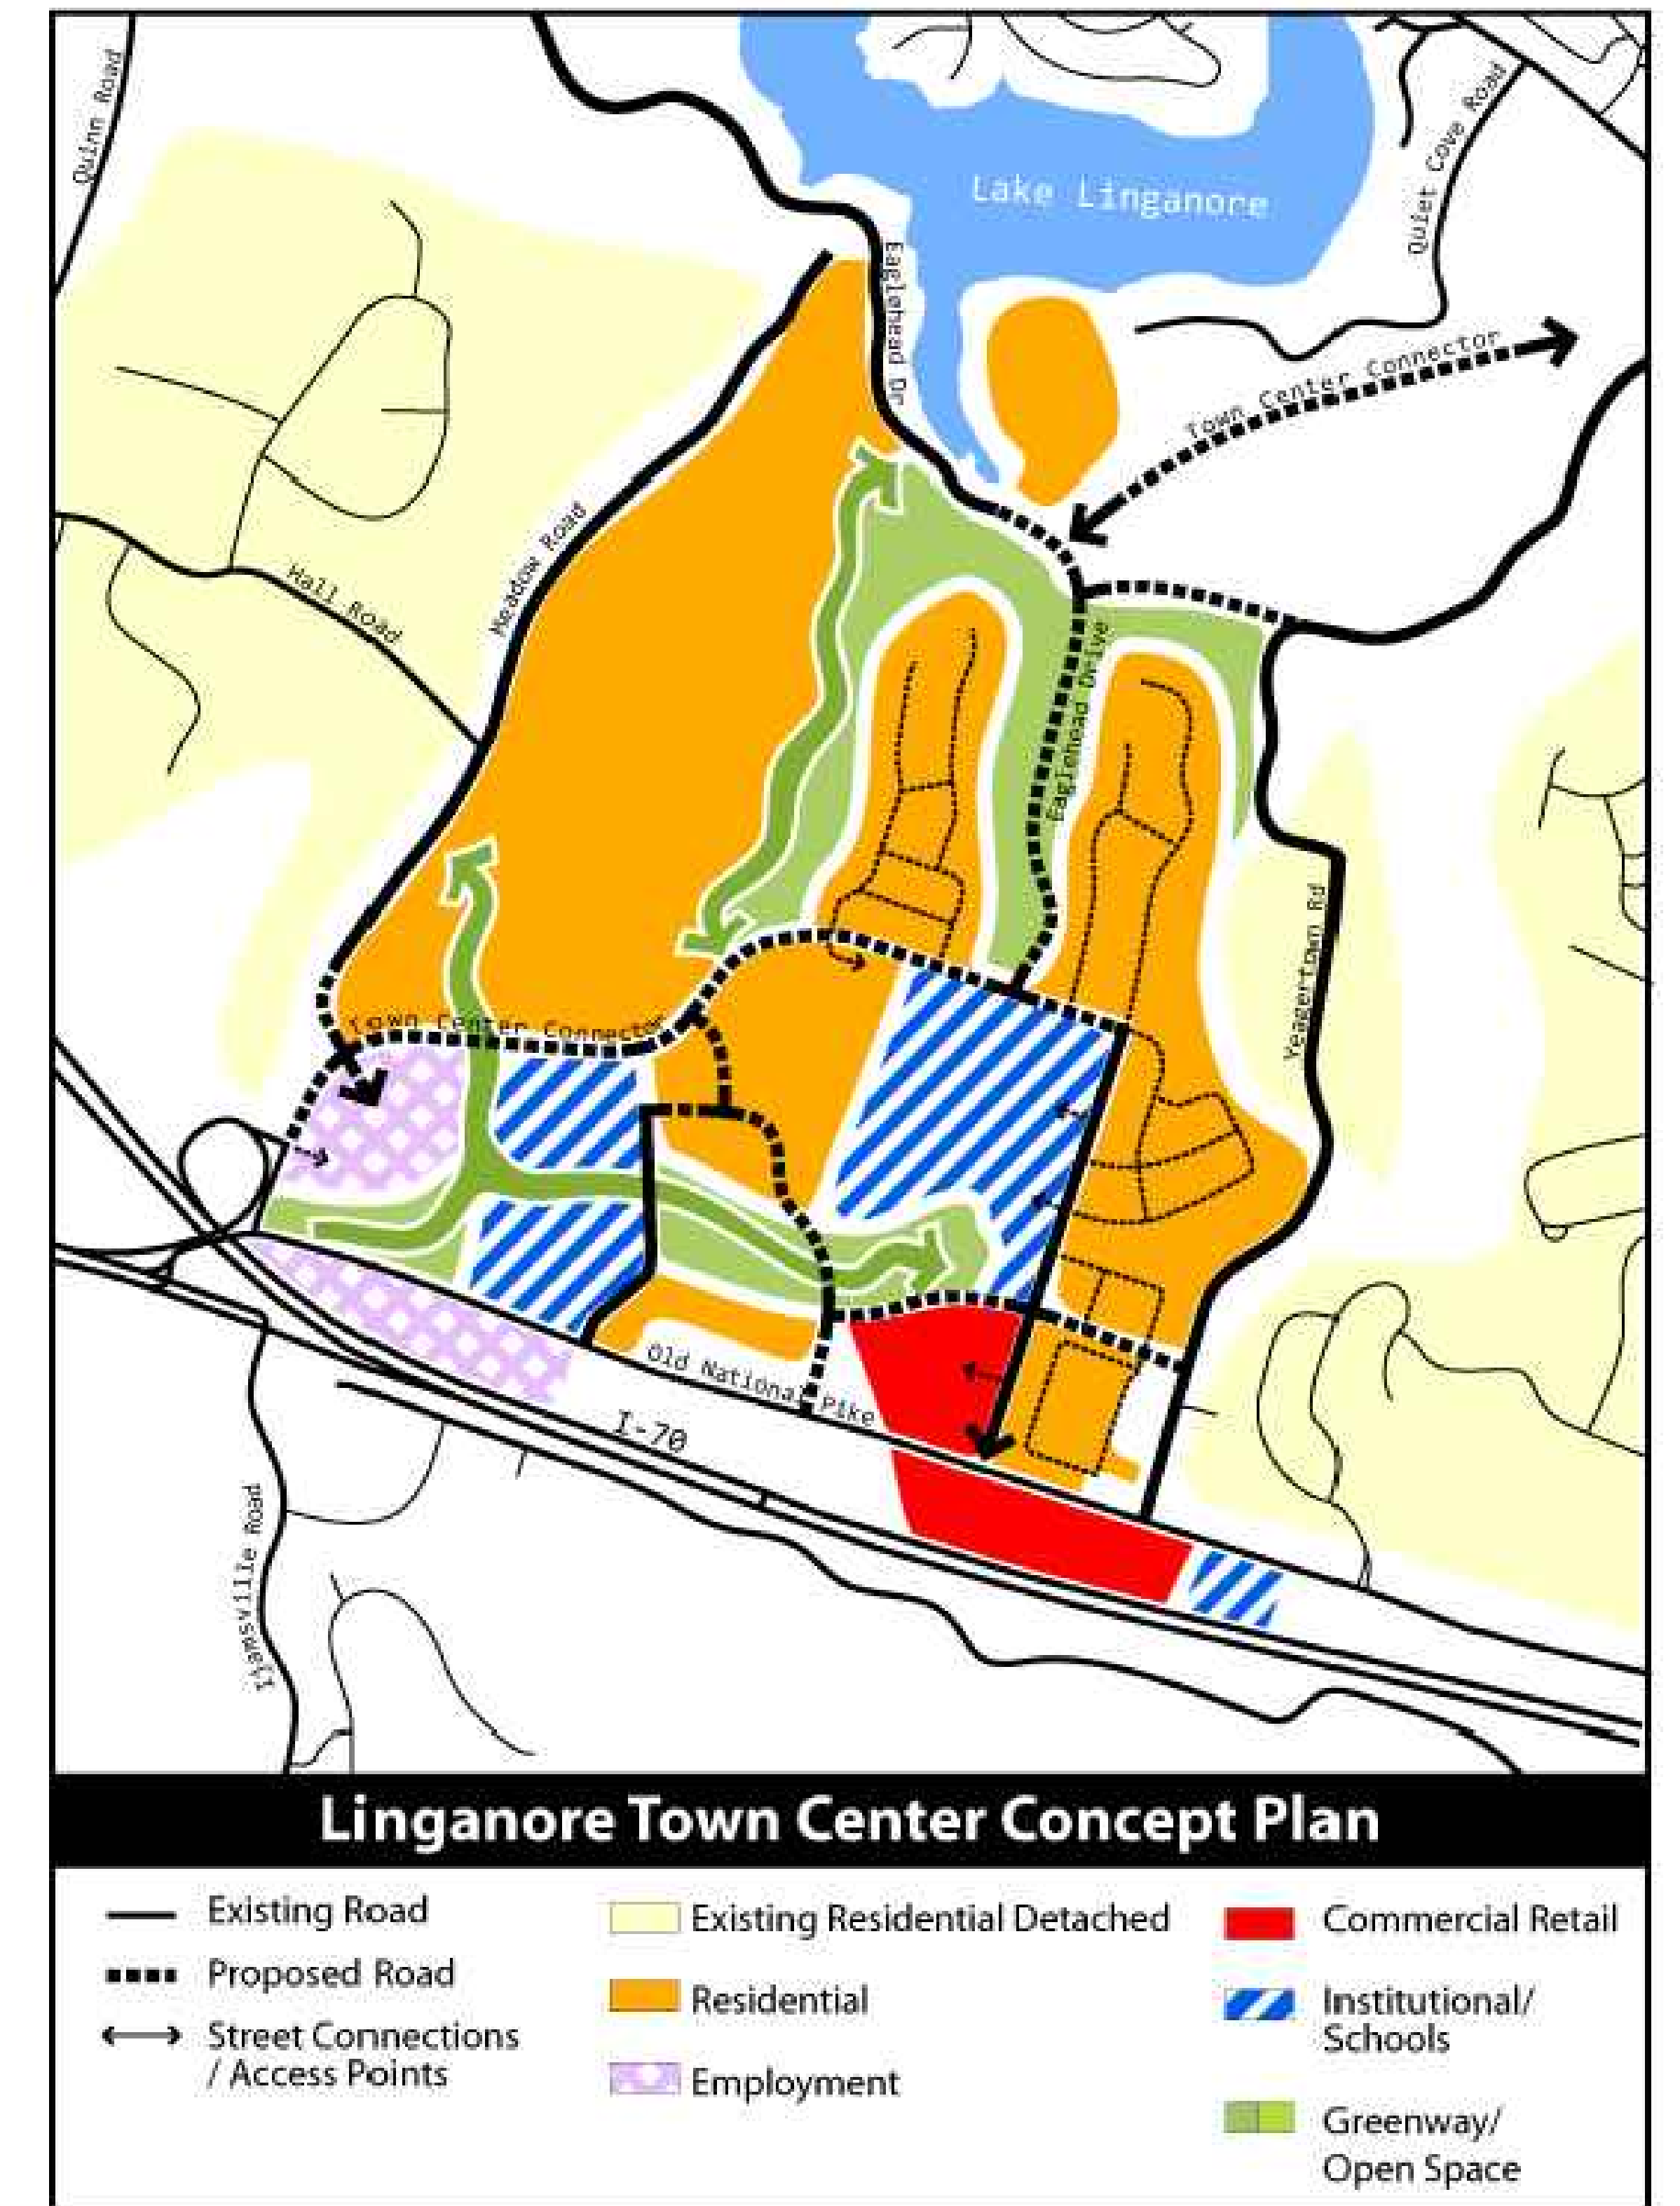 Quinn Road
Quiet Cove Road
Lake Linganore
Eaglehead Dr
Town Center Connector
Meadow Road
Hall Road
Eaglehead Drive
Yeagertown Rd
Town Center Connector
Old National Pike
I-70
Ijamsville Road
Linganore Town Center Concept Plan
Existing Road
Proposed Road
Street Connections
/ Access Points
Existing Residential Detached
Residential
Employment
Commercial Retail
Institutional/
Schools
Greenway/
Open Space